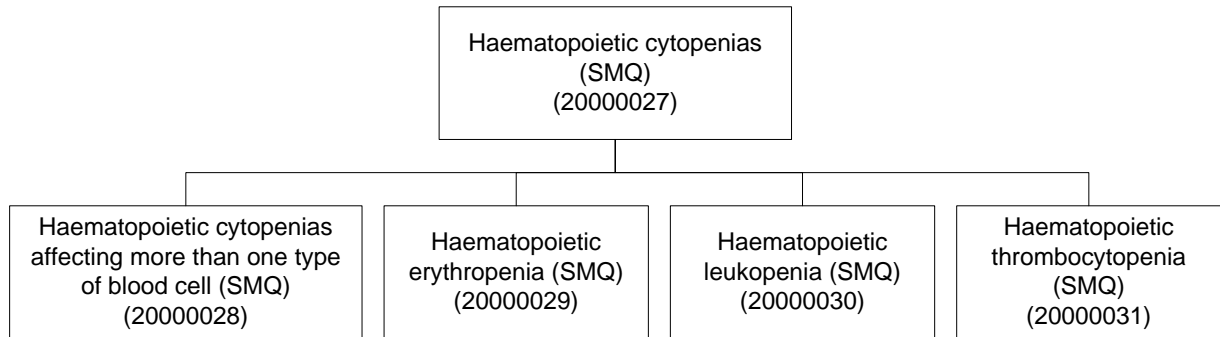 Haematopoietic cytopenias
(SMQ)
(20000027)
Haematopoietic cytopenias
affecting more than one type
of blood cell (SMQ)
(20000028)
Haematopoietic
erythropenia (SMQ)
(20000029)
Haematopoietic
leukopenia (SMQ)
(20000030)
Haematopoietic
thrombocytopenia
(SMQ)
(20000031)